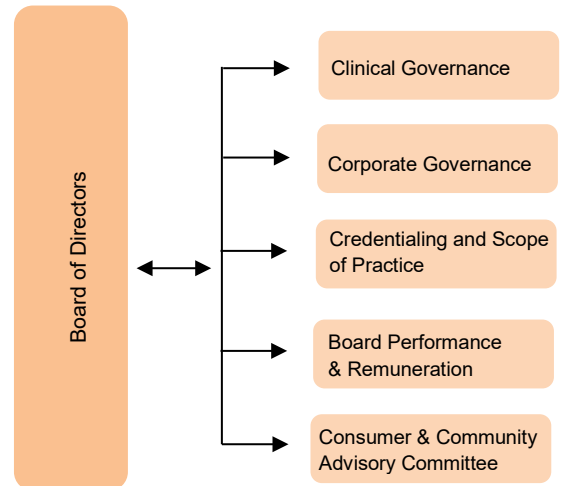 Board of Directors
Clinical Governance
Corporate Governance
Credentialing and Scope
of Practice
Board Performance
& Remuneration
Consumer & Community
Advisory Committee